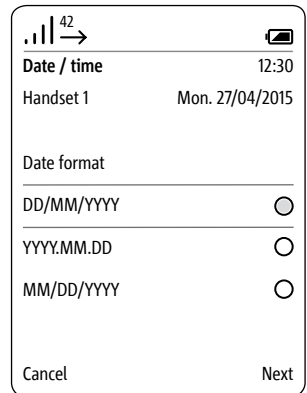 42
Date / time 12:30
Handset 1 Mon. 27/04/2015
Date format
DD/MM/YYYY
YYYY.MM.DD
MM/DD/YYYY
Cancel Next